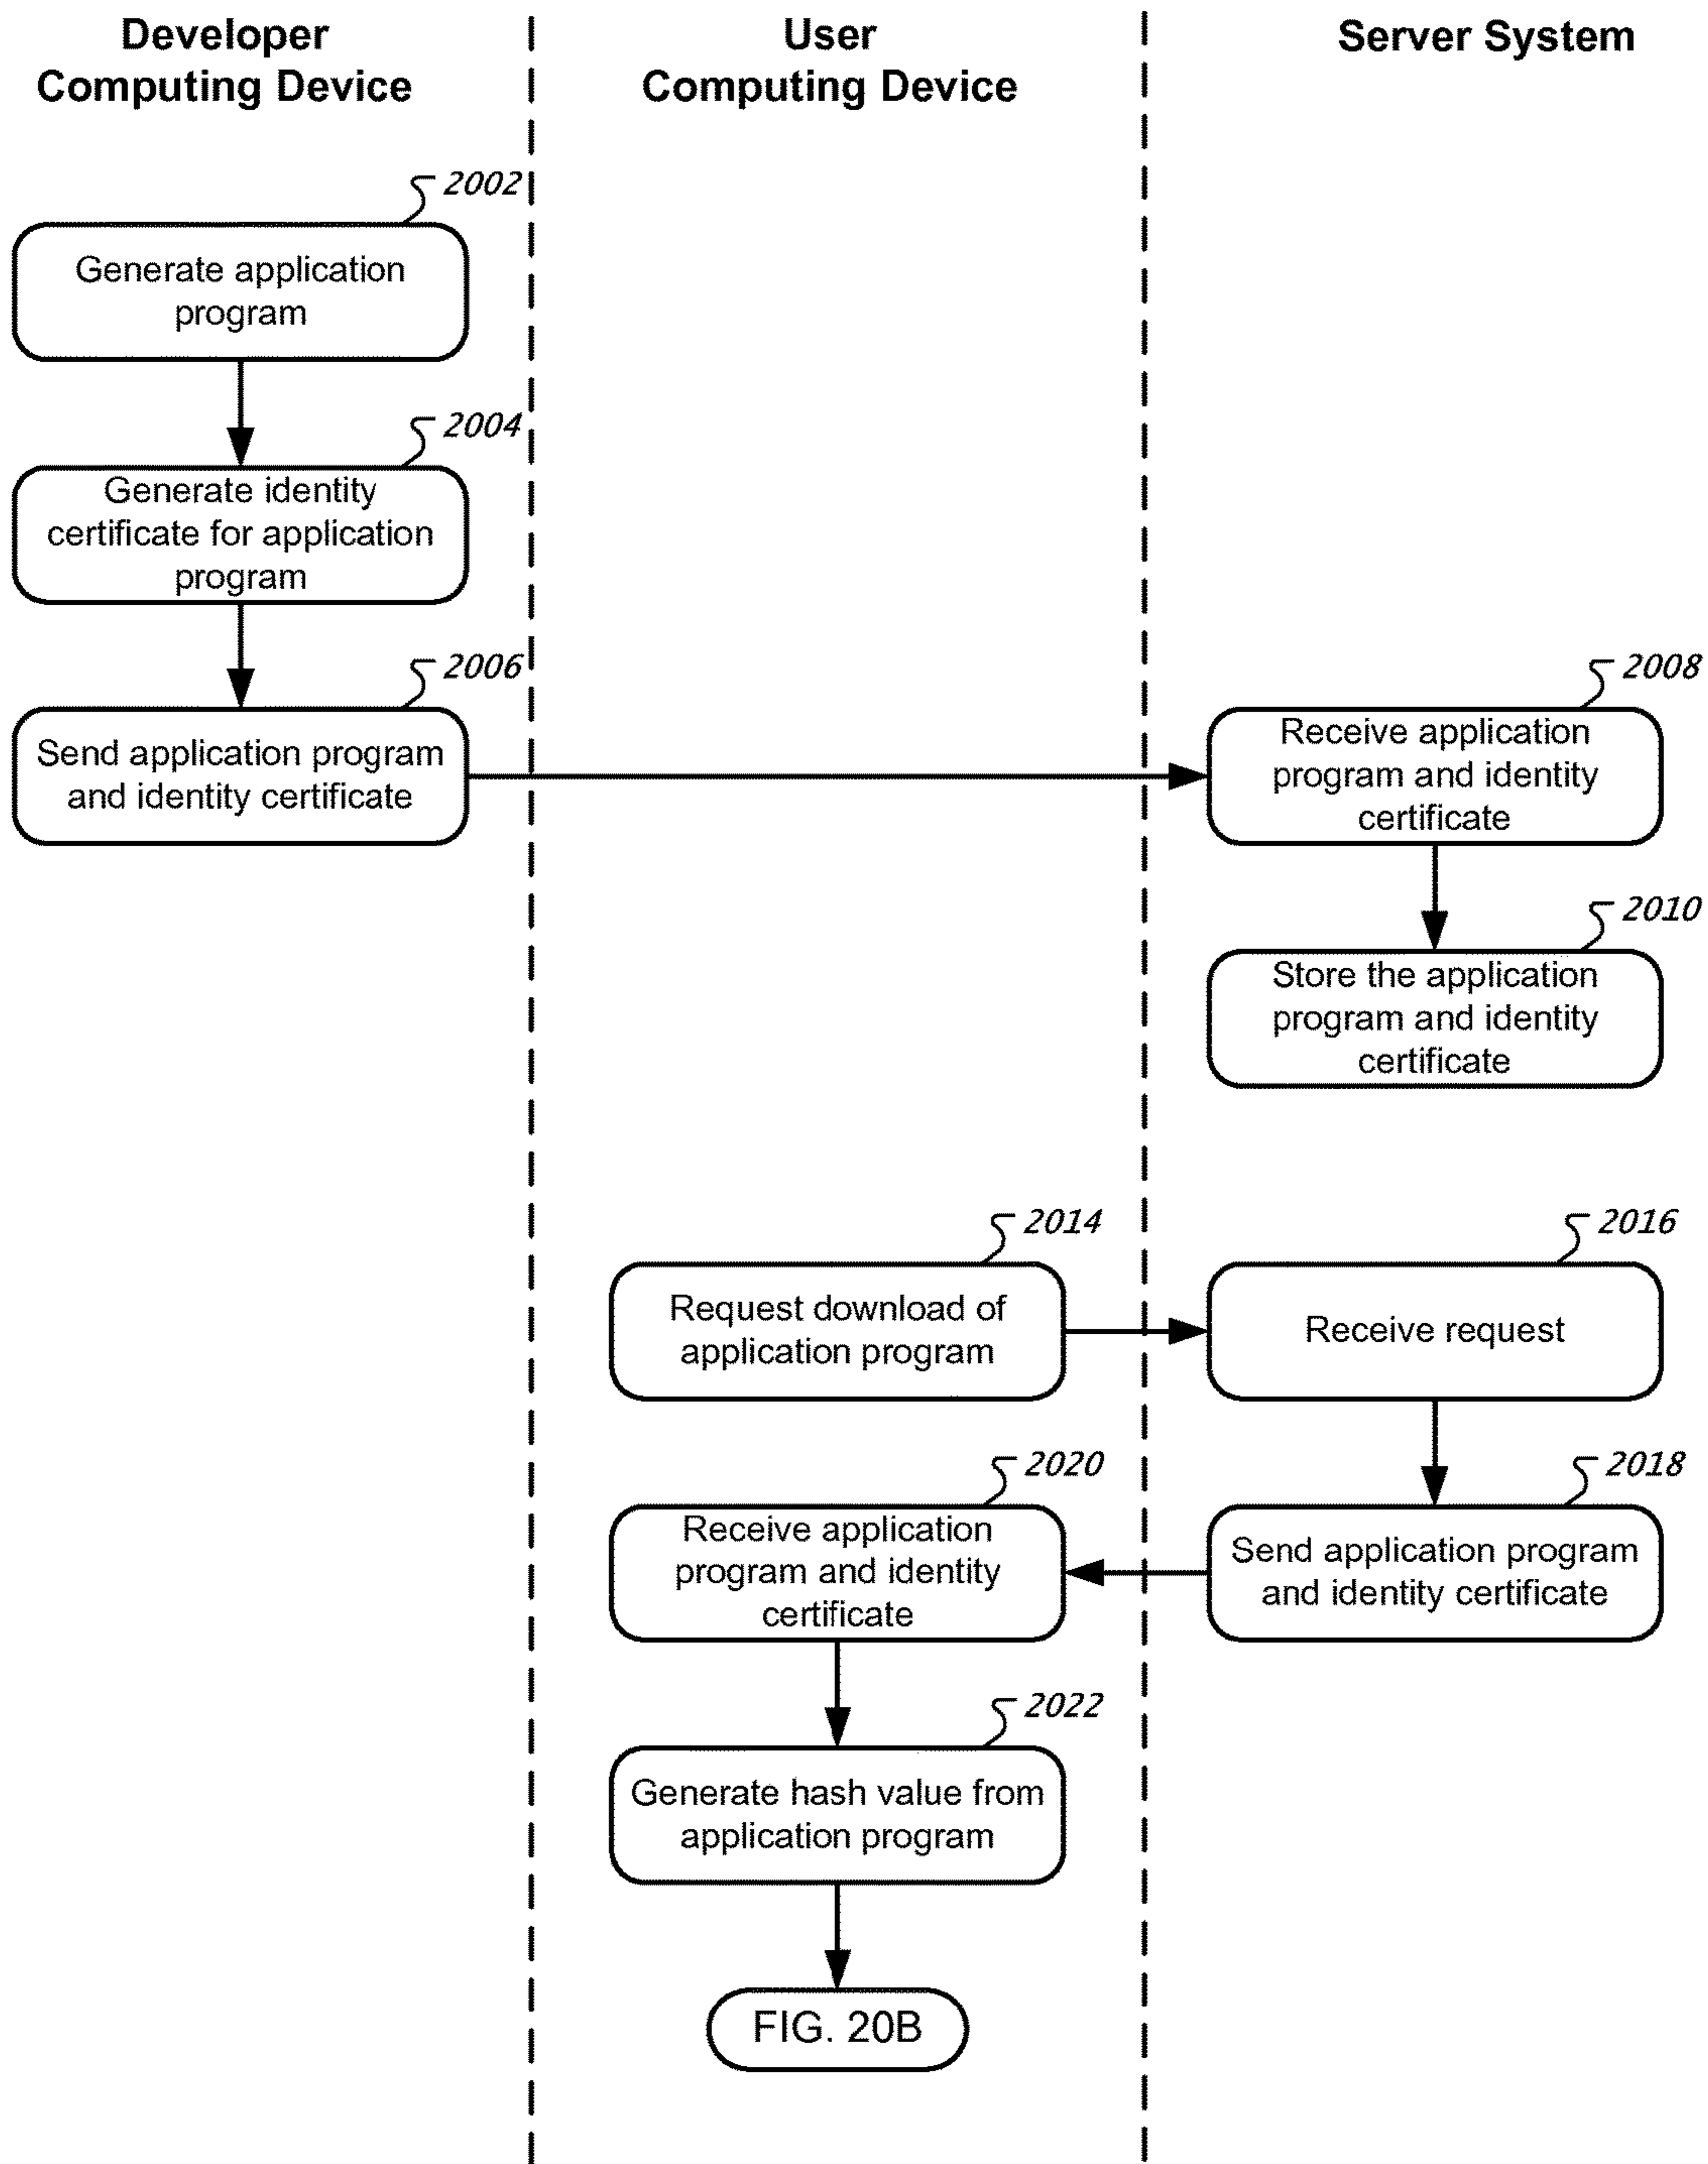 Developer
Computing Device
User
Computing Device
Server System
2002
Generate application
program
2004
Generate identity
certificate for application
program
2006
Send application program
and identity certificate
2008
Receive application
program and identity
certificate
2010
Store the application
program and identity
certificate
2014
Request download of
application program
2016
Receive request
2018
Send application program
and identity certificate
2020
Receive application
program and identity
certificate
2022
Generate hash value from
application program
FIG. 20B